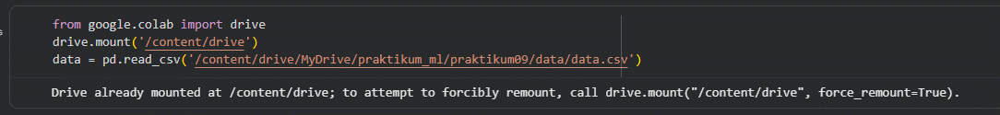 from google.colab import drive
drive.mount('/content/drive')
data = pd.read_csv('/content/drive/MyDrive/praktikum_ml/praktikum09/data/data.csv')
Drive already mounted at /content/drive; to attempt to forcibly remount, call drive.mount("/content/drive", force_remount=True).